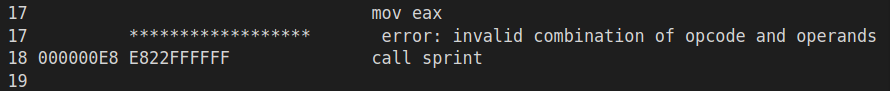 17 mov eax
17 ****************** error: invalid combination of opcode and operands
18 000000E8 E822FFFFFF call sprint
19